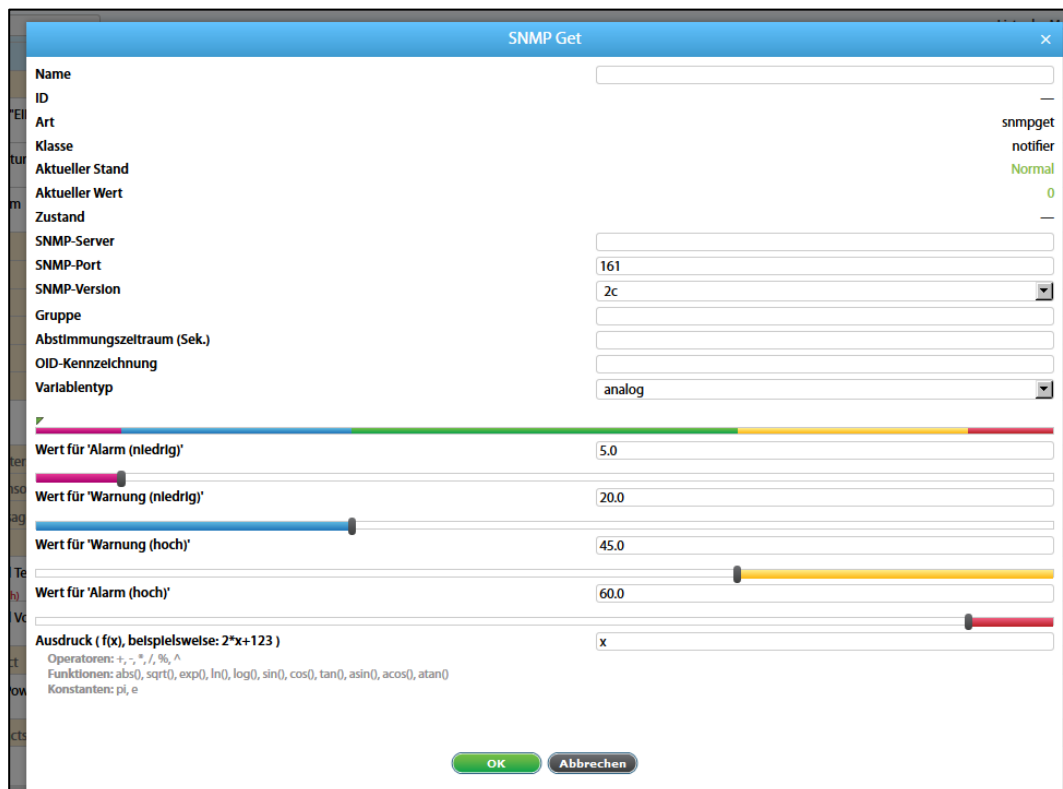 SNMP Get ×
Name
ID —
Art snmpget
Klasse notifier
Aktueller Stand Normal
Aktueller Wert 0
Zustand —
SNMP-Server
SNMP-Port 161
SNMP-Version 2c
Gruppe
Abstimmungszeitraum (Sek.)
OID-Kennzeichnung
Variablentyp analog
Wert für 'Alarm (niedrig)' 5.0
Wert für 'Warnung (niedrig)' 20.0
Wert für 'Warnung (hoch)' 45.0
Wert für 'Alarm (hoch)' 60.0
Ausdruck ( f(x), beispielsweise: 2*x+123 ) x
Operatoren: +, -, *, /, %, ^
Funktionen: abs(), sqrt(), exp(), ln(), log(), sin(), cos(), tan(), asin(), acos(), atan()
Konstanten: pi, e
OK Abbrechen